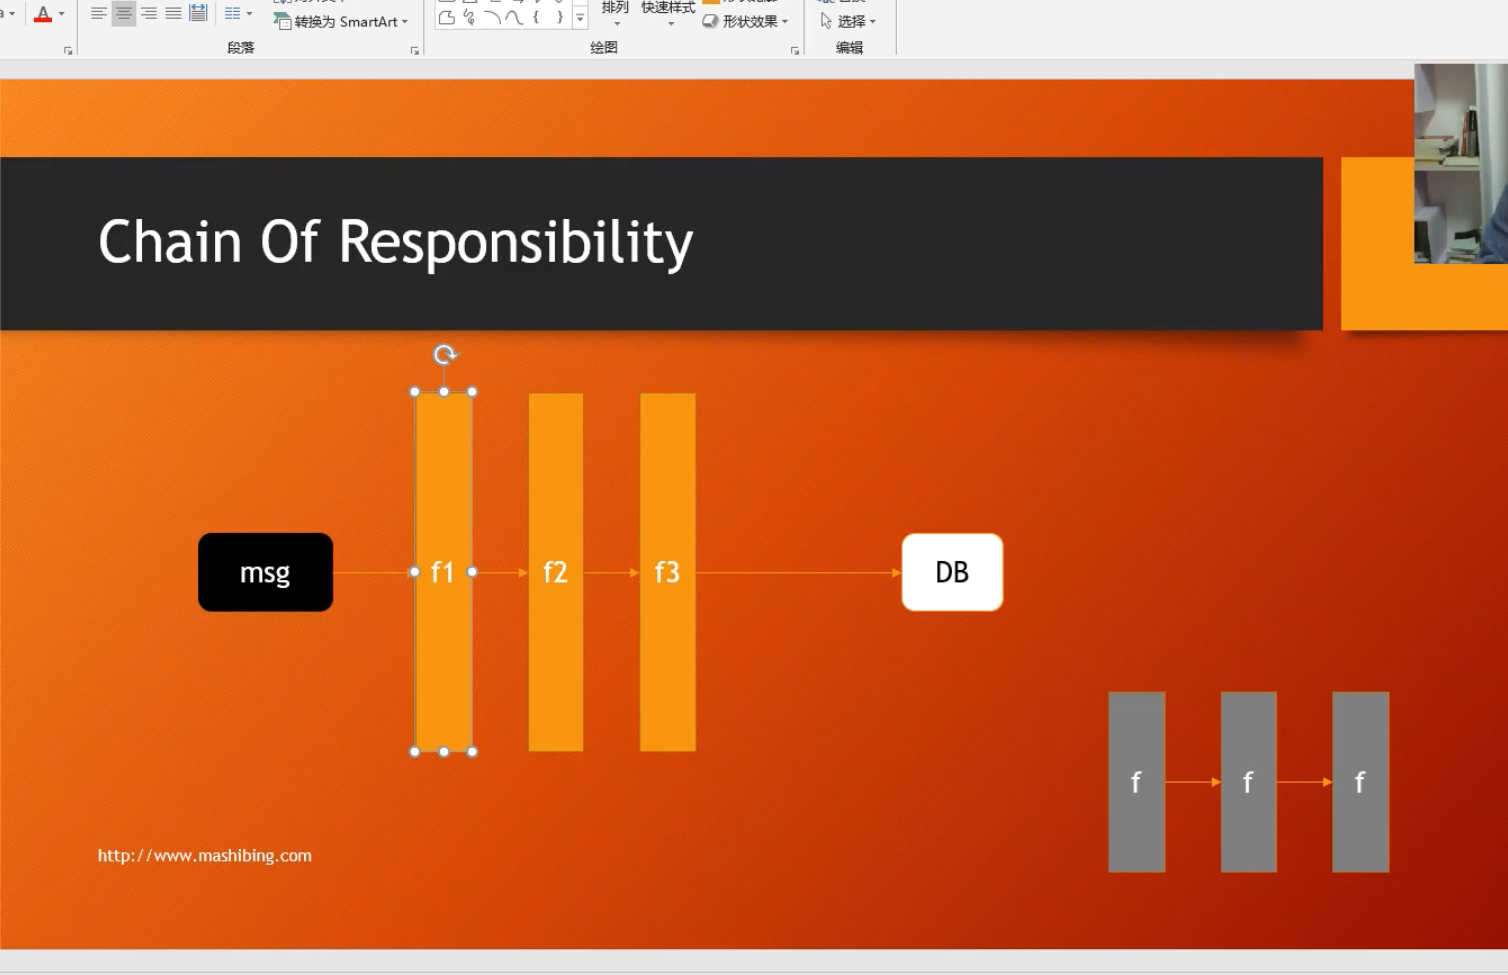 排列
快速样式
转换为 SmartArt
形状效果
选择
段落
绘图
编辑
Chain Of Responsibility
msg
f1
f2
f3
DB
f
f
f
http://www.mashibing.com